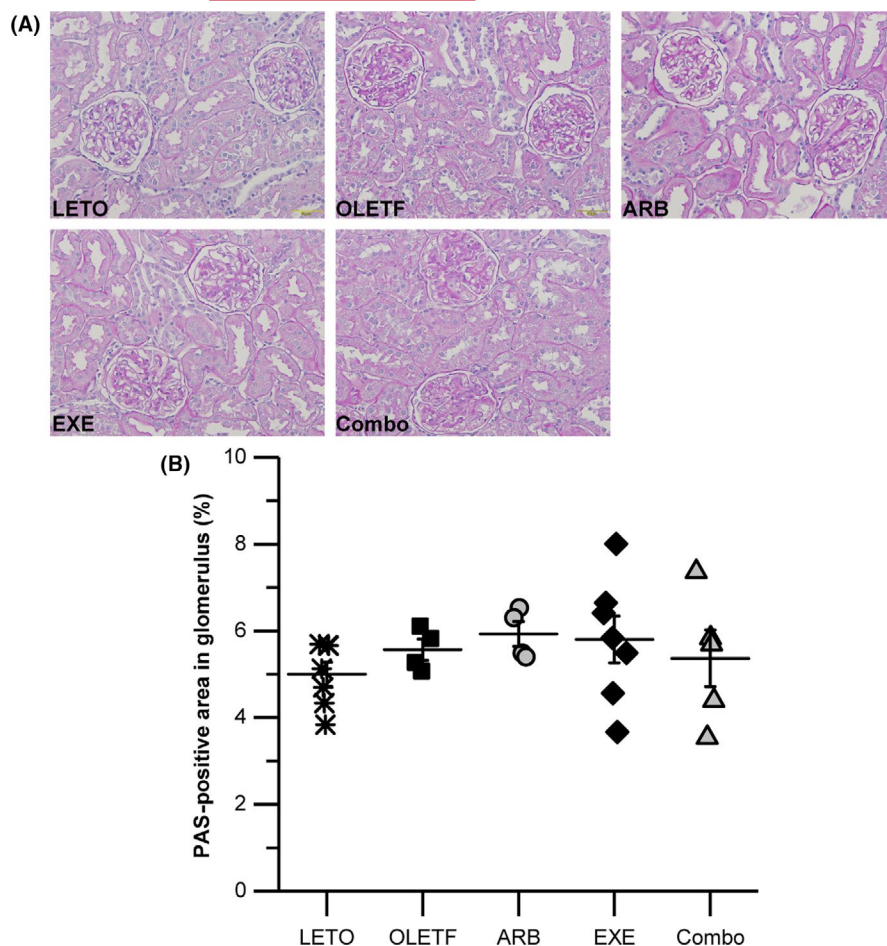 (A)
LETO
OLETF
ARB
EXE
Combo
(B)
PAS-positive area in glomerulus (%)
10
8
6
4
2
0
LETO OLETF ARB EXE Combo